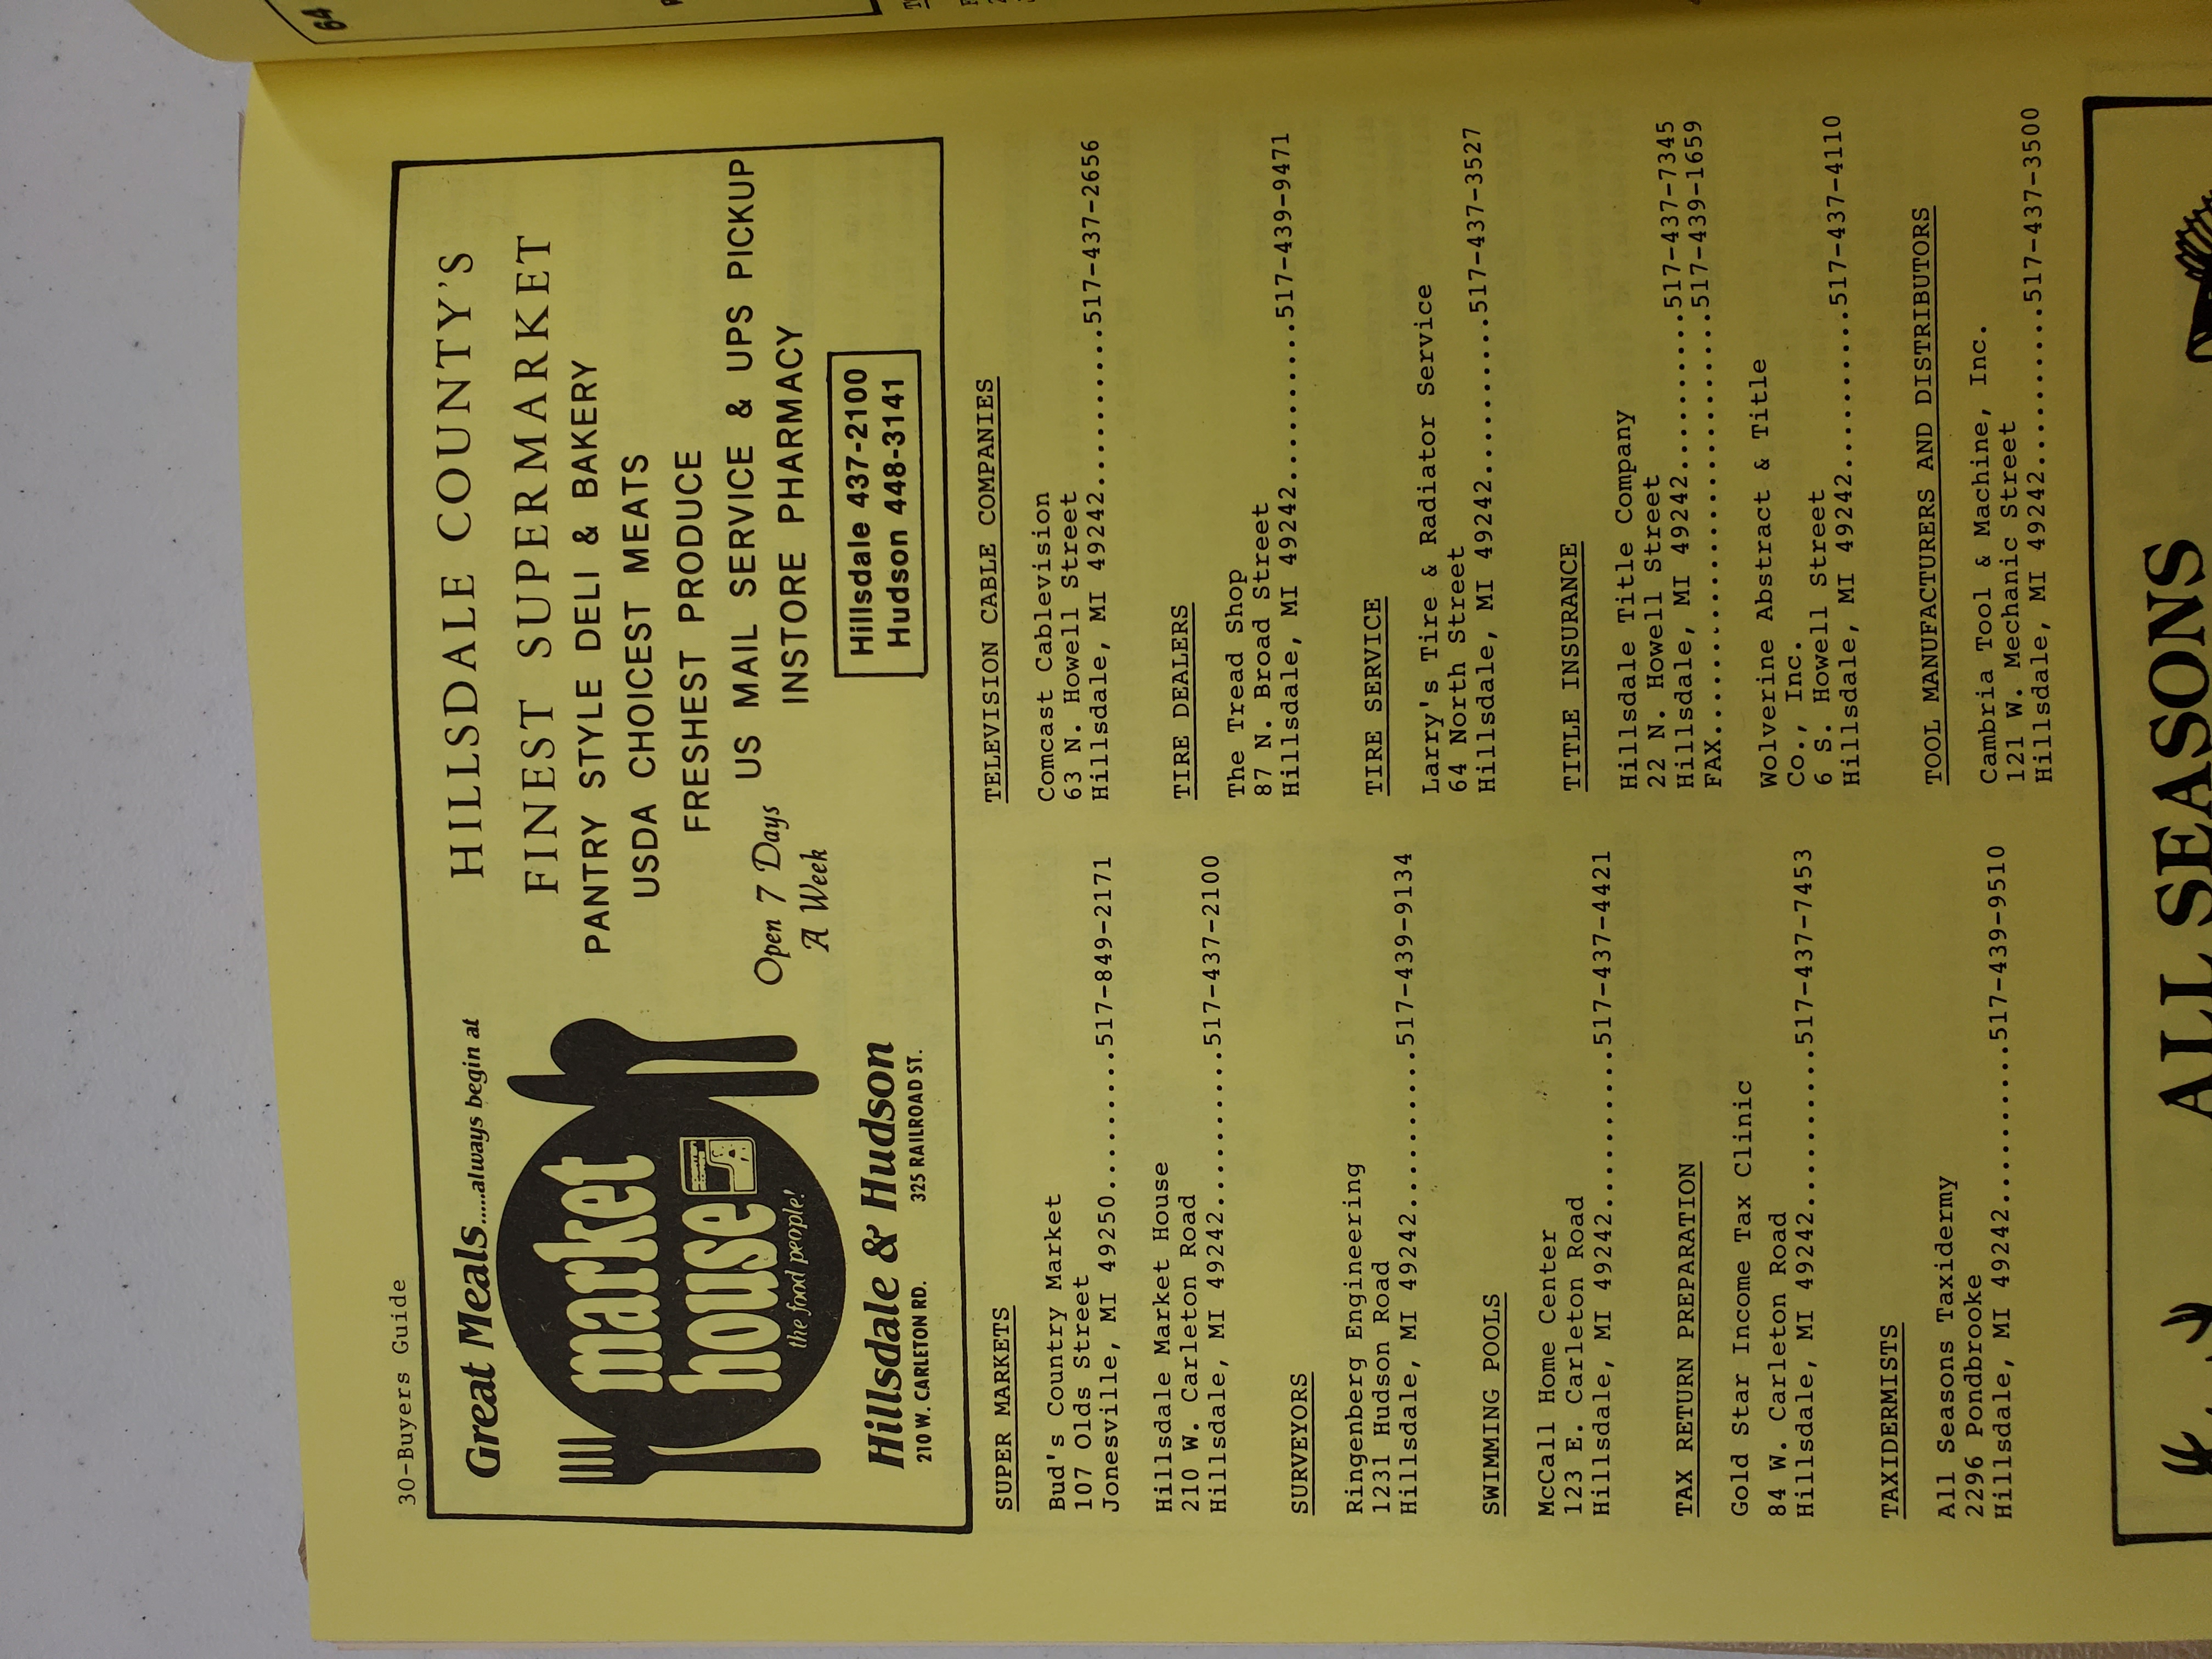 30-Buyers Guide
Great Meals.....always begin at
market
house
the food people!
Hillsdale & Hudson
210 W. CARLETON RD.
325 RAILROAD ST.
HILLSDALE COUNTY'S
FINEST SUPERMARKET
PANTRY STYLE DELI & BAKERY
USDA CHOICEST MEATS
FRESHEST PRODUCE
Open 7 Days
A Week
US MAIL SERVICE & UPS PICKUP
INSTORE PHARMACY
Hillsdale 437-2100
Hudson 448-3141
SUPER MARKETS
Bud's Country Market
107 Olds Street
Jonesville, MI 49250.........517-849-2171
Hillsdale Market House
210 W. Carleton Road
Hillsdale, MI 49242..........517-437-2100
SURVEYORS
Ringenberg Engineering
1231 Hudson Road
Hillsdale, MI 49242..........517-439-9134
SWIMMING POOLS
McCall Home Center
123 E. Carleton Road
Hillsdale, MI 49242..........517-437-4421
TAX RETURN PREPARATION
Gold Star Income Tax Clinic
84 W. Carleton Road
Hillsdale, MI 49242..........517-437-7453
TAXIDERMISTS
All Seasons Taxidermy
2296 Pondbrooke
Hillsdale, MI 49242..........517-439-9510
TELEVISION CABLE COMPANIES
Comcast Cablevision
63 N. Howell Street
Hillsdale, MI 49242..........517-437-2656
TIRE DEALERS
The Tread Shop
87 N. Broad Street
Hillsdale, MI 49242..........517-439-9471
TIRE SERVICE
Larry's Tire & Radiator Service
64 North Street
Hillsdale, MI 49242..........517-437-3527
TITLE INSURANCE
Hillsdale Title Company
22 N. Howell Street
Hillsdale, MI 49242..........517-437-7345
FAX..........................517-439-1659
Wolverine Abstract & Title
Co., Inc.
6 S. Howell Street
Hillsdale, MI 49242..........517-437-4110
TOOL MANUFACTURERS AND DISTRIBUTORS
Cambria Tool & Machine, Inc.
121 W. Mechanic Street
Hillsdale, MI 49242..........517-437-3500
ALL SEASONS
64